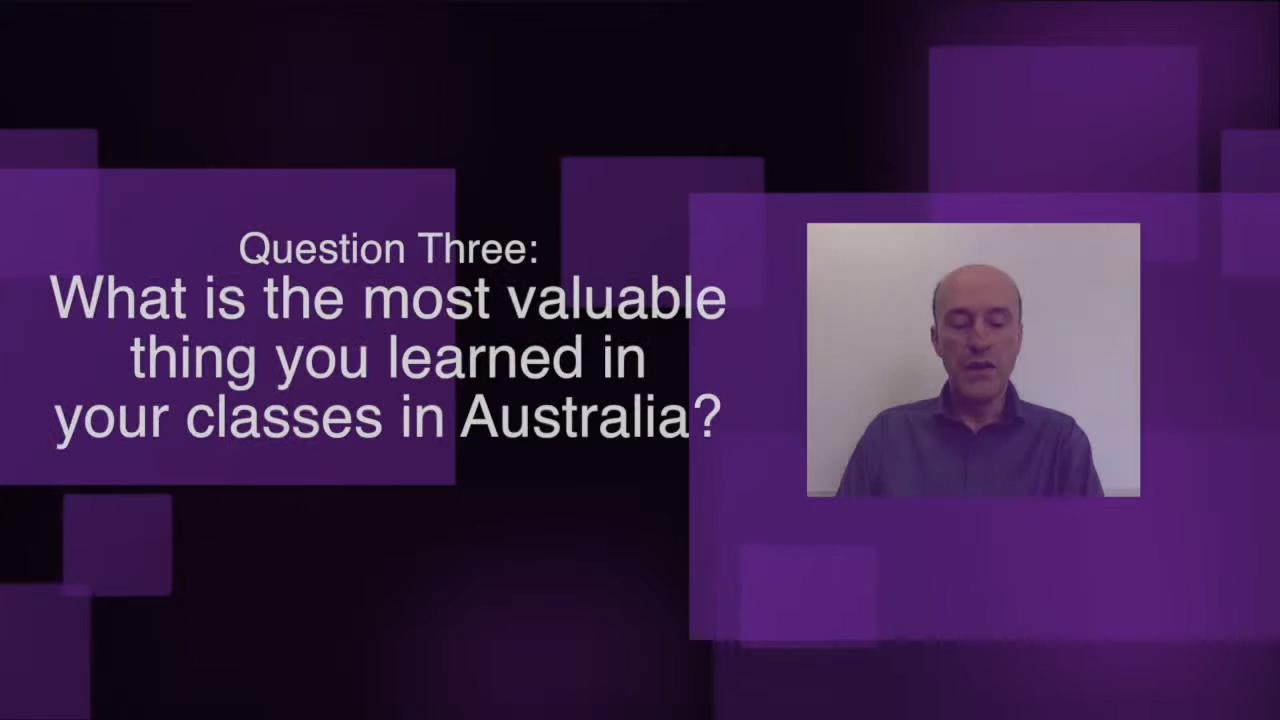 Question Three:
What is the most valuable
thing you learned in
your classes in Australia?